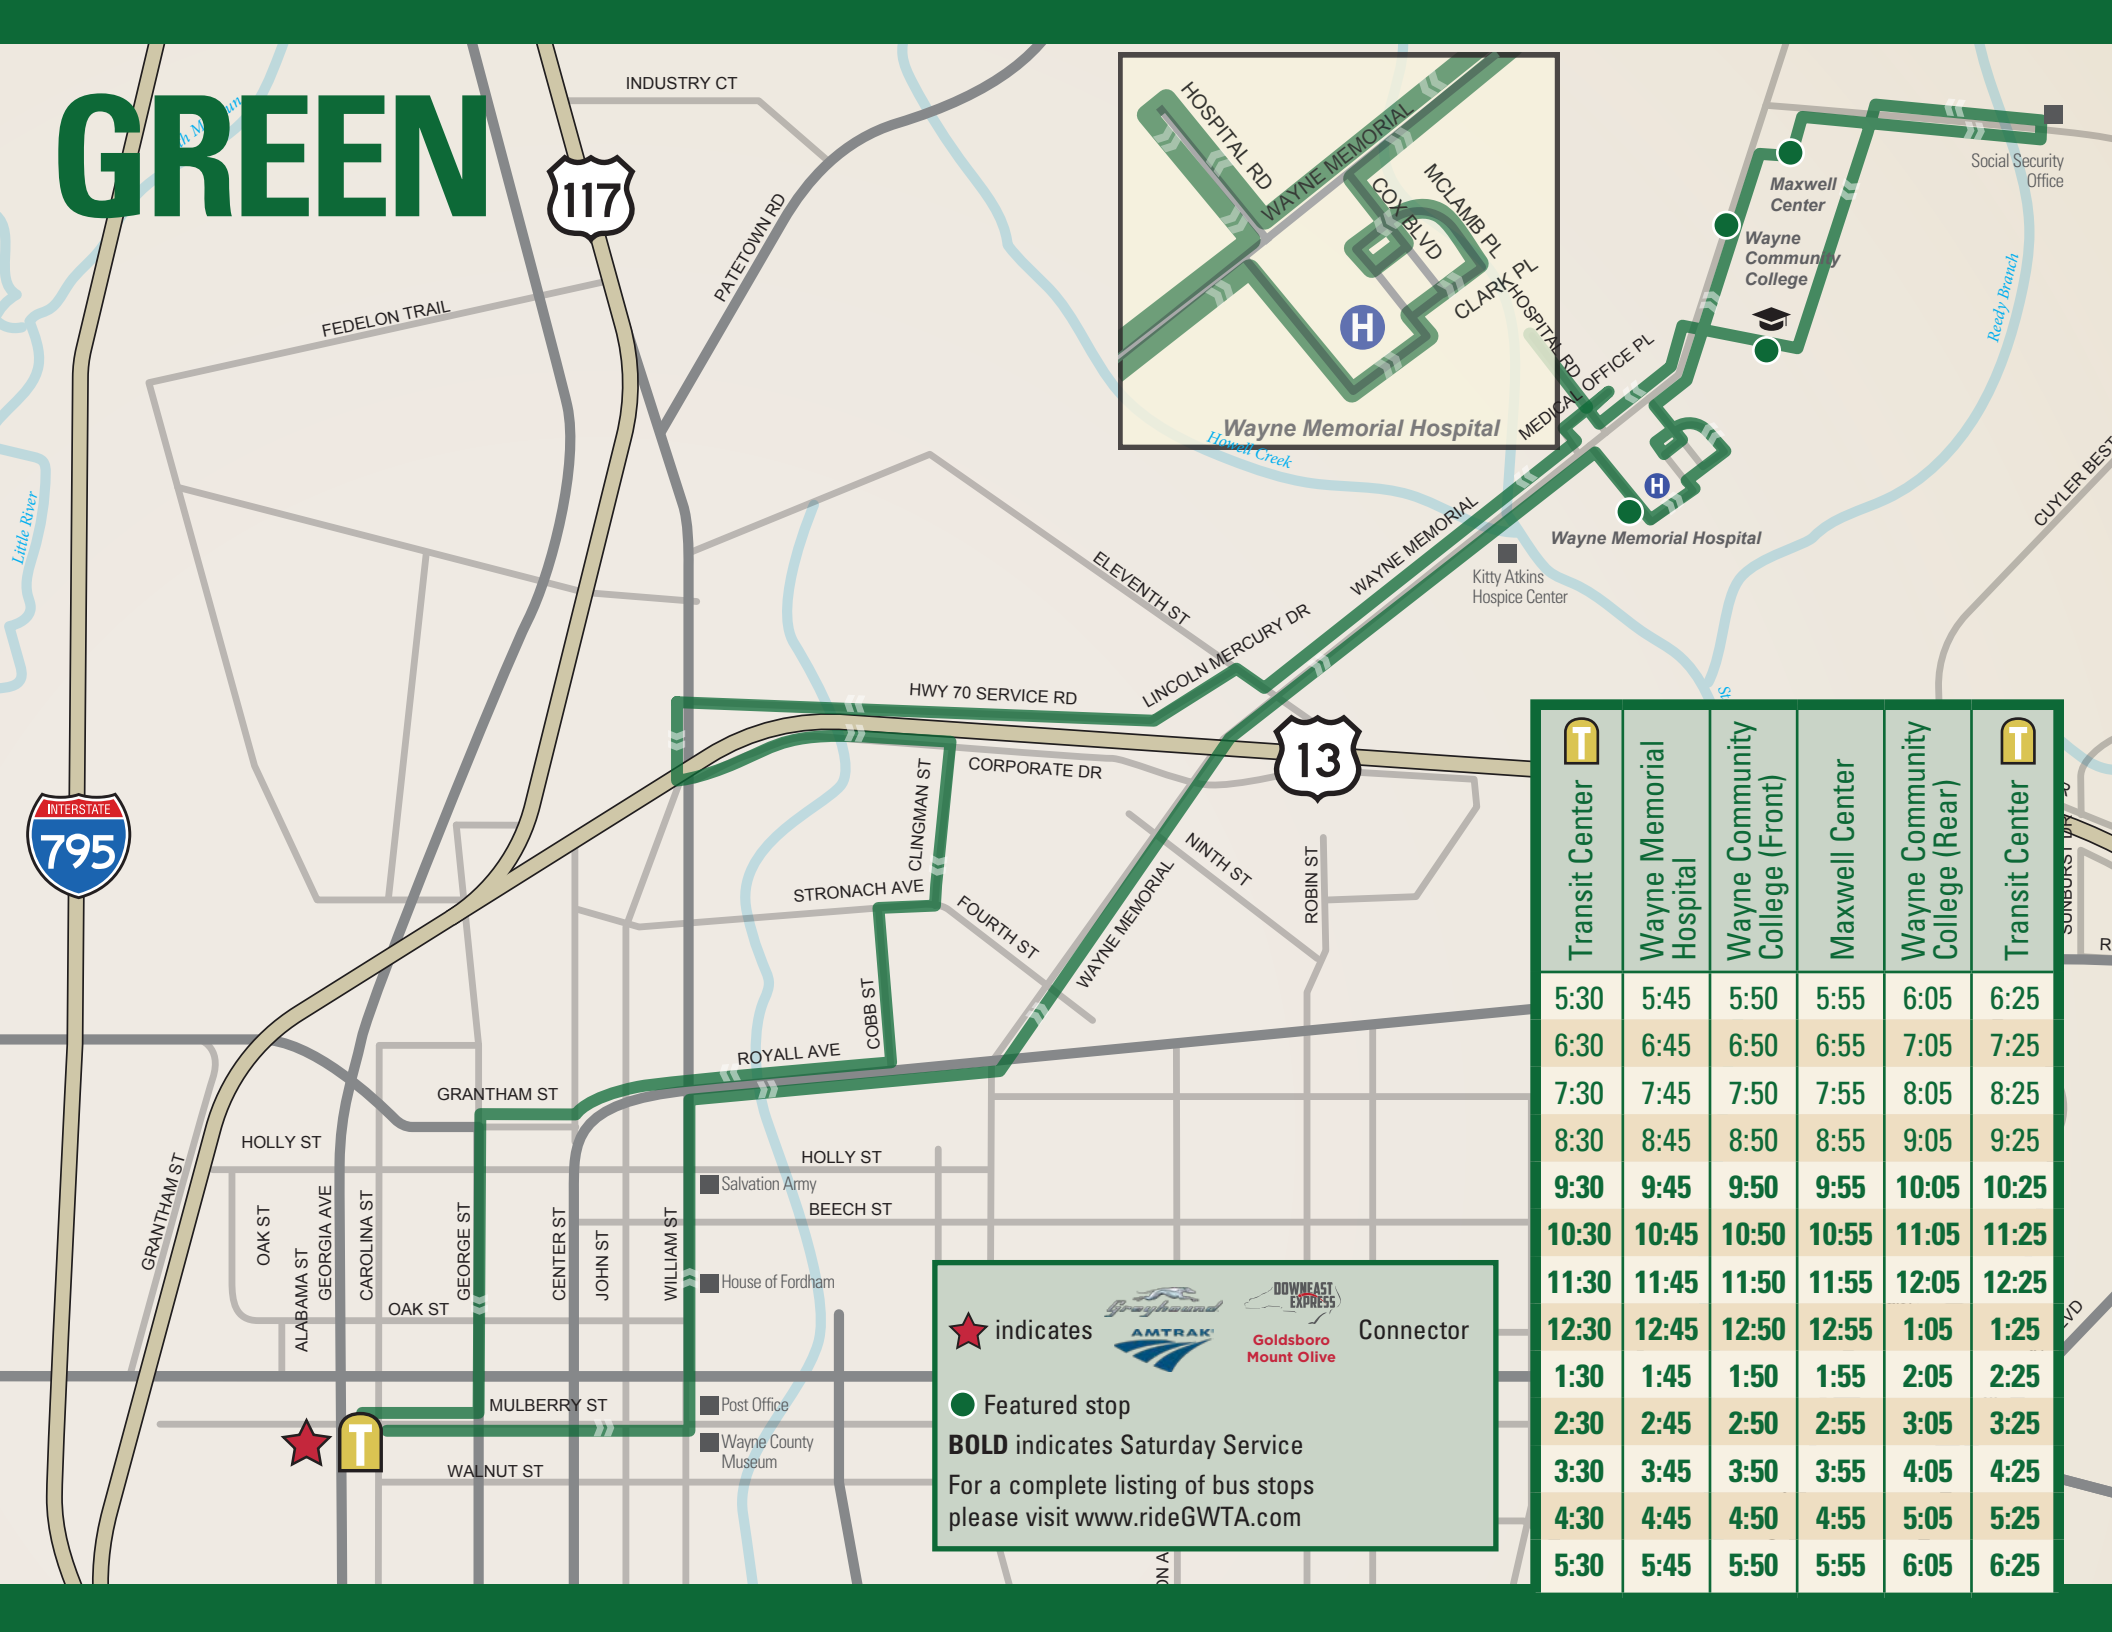 GREEN
INDUSTRY CT
117
PATETOWN RD
FEDELON TRAIL
Little River
INTERSTATE
795
HOSPITAL RD
WAYNE MEMORIAL
COX BLVD
MCLAMB PL
CLARK PL
H
Wayne Memorial Hospital
Howell Creek
HOSPITAL RD
MEDICAL OFFICE PL
Social Security
Office
Maxwell
Center
Wayne
Community
College
Reedy Branch
CUYLER BEST
H
Wayne Memorial Hospital
Kitty Atkins
Hospice Center
WAYNE MEMORIAL
ELEVENTH ST
LINCOLN MERCURY DR
HWY 70 SERVICE RD
13
CORPORATE DR
CLINGMAN ST
STRONACH AVE
FOURTH ST
NINTH ST
ROBIN ST
WAYNE MEMORIAL
COBB ST
ROYALL AVE
GRANTHAM ST
HOLLY ST
HOLLY ST
Salvation Army
BEECH ST
GRANTHAM ST
OAK ST
ALABAMA ST
GEORGIA AVE
CAROLINA ST
GEORGE ST
CENTER ST
JOHN ST
WILLIAM ST
House of Fordham
OAK ST
MULBERRY ST
Post Office
Wayne County
Museum
T
WALNUT ST
SUNBURST DR
indicates
Greyhound
AMTRAK
DOWNEAST
EXPRESS
Goldsboro
Mount Olive
Connector
Featured stop
BOLD indicates Saturday Service
For a complete listing of bus stops
please visit www.rideGWTA.com
T T
Transit Center
Wayne Memorial
Hospital
Wayne Community
College (Front)
Maxwell Center
Wayne Community
College (Rear)
Transit Center
5:30 5:45 5:50 5:55 6:05 6:25
6:30 6:45 6:50 6:55 7:05 7:25
7:30 7:45 7:50 7:55 8:05 8:25
8:30 8:45 8:50 8:55 9:05 9:25
9:30 9:45 9:50 9:55 10:05 10:25
10:30 10:45 10:50 10:55 11:05 11:25
11:30 11:45 11:50 11:55 12:05 12:25
12:30 12:45 12:50 12:55 1:05 1:25
1:30 1:45 1:50 1:55 2:05 2:25
2:30 2:45 2:50 2:55 3:05 3:25
3:30 3:45 3:50 3:55 4:05 4:25
4:30 4:45 4:50 4:55 5:05 5:25
5:30 5:45 5:50 5:55 6:05 6:25